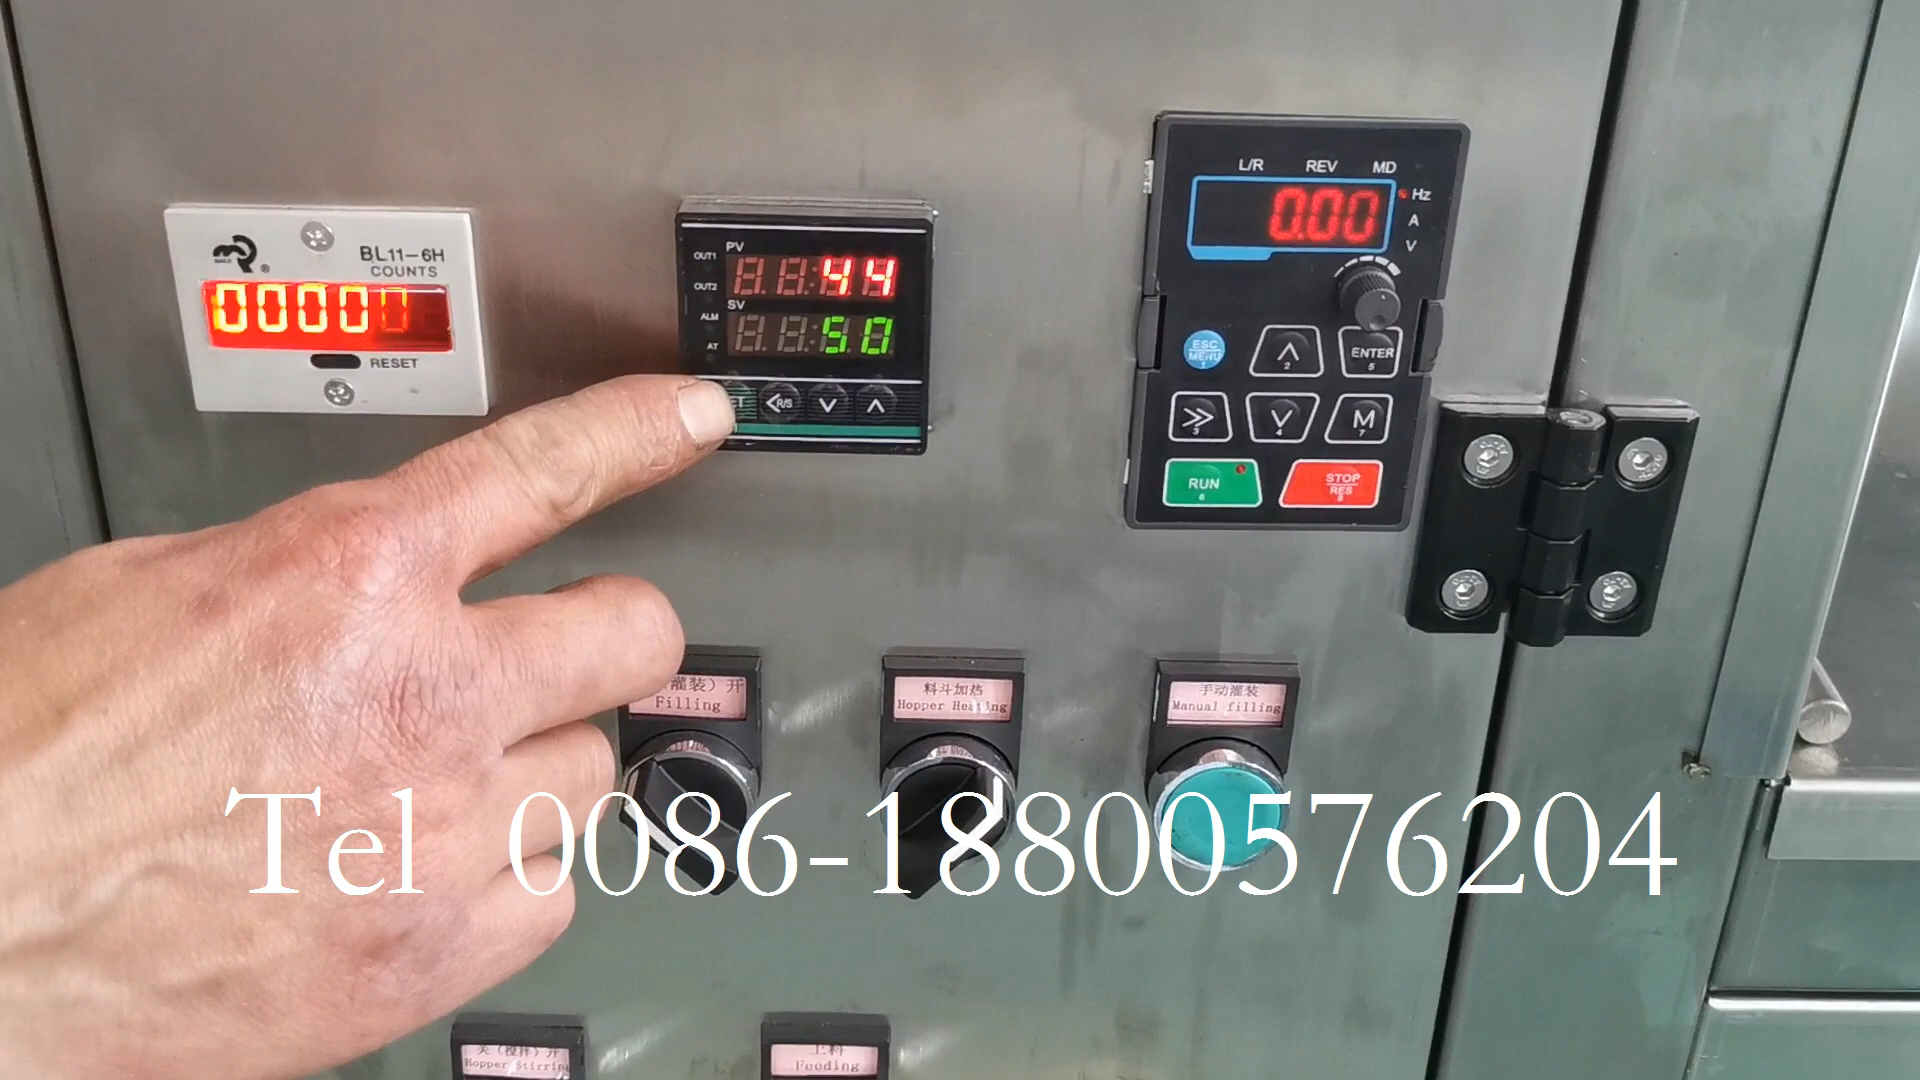 BL11-6H
COUNTS
00000
RESET
PV
OUT1
44
OUT2
SV
ALM
50
AT
<R/S
L/R REV MD
0.00
Hz
A
V
ESC
MENU
1
2
ENTER
5
3
4
M
7
RUN
6
STOP
RES
8
灌装）开
Filling
料斗加热
Hopper Heating
手动灌装
Manual filling
Tel 0086-18800576204
关（搅拌）开
Hopper Stirring
上料
Feeding